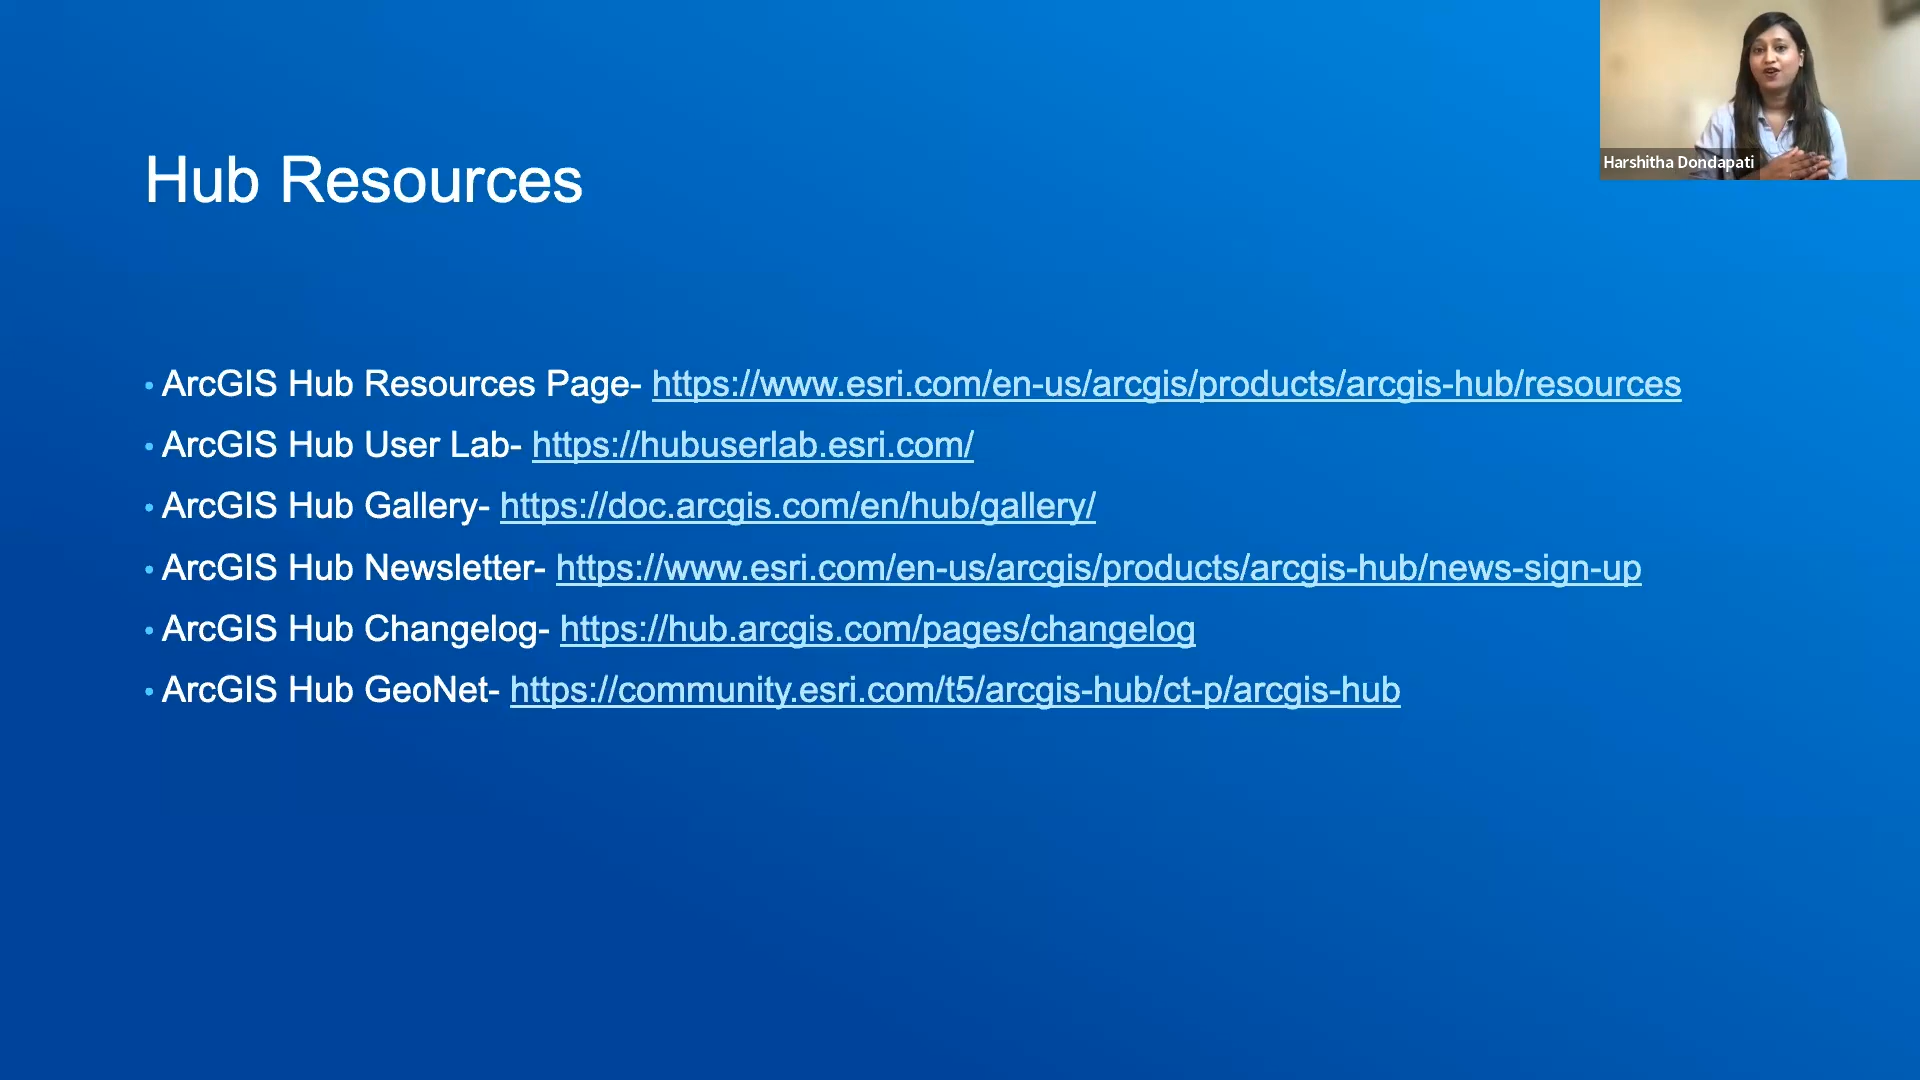 Harshitha Dondapati
Hub Resources
• ArcGIS Hub Resources Page- https://www.esri.com/en-us/arcgis/products/arcgis-hub/resources
• ArcGIS Hub User Lab- https://hubuserlab.esri.com/
• ArcGIS Hub Gallery- https://doc.arcgis.com/en/hub/gallery/
• ArcGIS Hub Newsletter- https://www.esri.com/en-us/arcgis/products/arcgis-hub/news-sign-up
• ArcGIS Hub Changelog- https://hub.arcgis.com/pages/changelog
• ArcGIS Hub GeoNet- https://community.esri.com/t5/arcgis-hub/ct-p/arcgis-hub